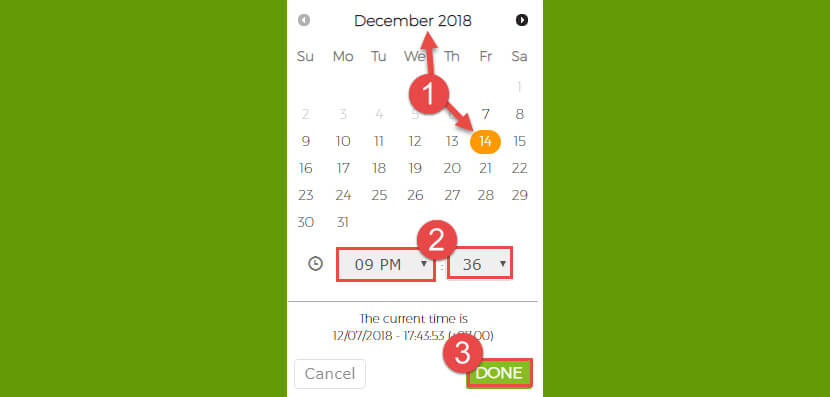 December 2018
Su Mo Tu We Th Fr Sa
1
1
2 3 4 5 6 7 8
9 10 11 12 13 14 15
16 17 18 19 20 21 22
23 24 25 26 27 28 29
30 31
2
09 PM : 36
The current time is
12/07/2018 - 17:43:53 :00)
3
Cancel DONE